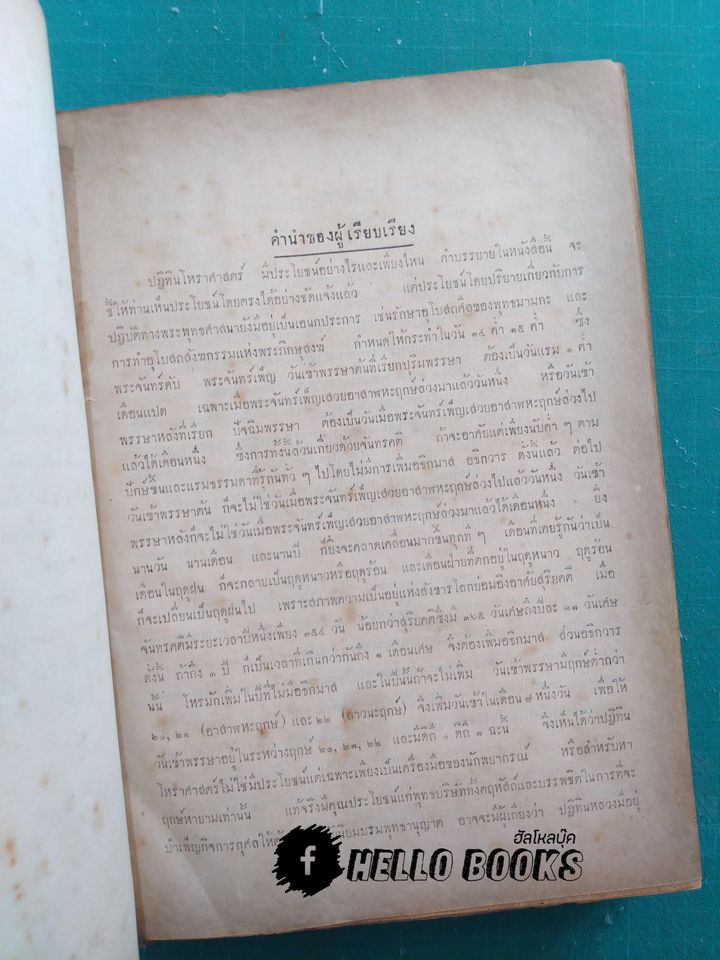 คำนำของผู้เรียบเรียง
ปฏิทินโหราศาสตร์ มีประโยชน์อย่างไรและเพียงไหน คำบรรยายในหนังสือนี้ จะ
ชี้ให้ท่านเห็นประโยชน์โดยตรงได้อย่างชัดแจ้งแล้ว แต่ประโยชน์โดยปริยายเกี่ยวกับการ
ปฏิบัติทางพระพุทธศาสนายังมีอยู่เป็นเอนกประการ เช่นรักษาอุโบสถศีลของพุทธมามกะ และ
การทำอุโบสถสังฆกรรมแห่งพระภิกษุสงฆ์ กำหนดให้กระทำในวัน ๑๔ ค่ำ ๑๕ ค่ำ ซึ่ง
พระจันทร์ดับ พระจันทร์เพ็ญ วันเข้าพรรษาต้นที่เรียกปุริมพรรษา ต้องเป็นวันแรม ๑ ค่ำ
เดือนแปด เฉพาะเมื่อพระจันทร์เพ็ญเสวยอาสาฬหะฤกษ์ล่วงมาแล้ววันหนึ่ง หรือวันเข้า
พรรษาหลังที่เรียก ปัจฉิมพรรษา ต้องเป็นวันเมื่อพระจันทร์เพ็ญเสวยอาสาฬหะฤกษ์ล่วงไป
แล้วได้เดือนหนึ่ง ซึ่งการทั้งนี้ล้วนเกี่ยวด้วยจันทรคติ ถ้าจะอาศัยแต่เพียงนับค่ำ ๆ ตาม
ปักษ์ขึ้นและแรมธรรมดาที่รู้กันทั่ว ๆ ไปโดยไม่มีการเพิ่มอธิกมาส อธิกวาร ดั่งนี้แล้ว ต่อไป
วันเข้าพรรษาต้น ก็จะไม่ใช่วันเมื่อพระจันทร์เพ็ญเสวยอาสาฬหะฤกษ์ล่วงไปแล้ววันหนึ่ง วันเข้า
พรรษาหลังก็จะไม่ใช่วันเมื่อพระจันทร์เพ็ญเสวยอาสาฬหะฤกษ์ล่วงมาแล้วได้เดือนหนึ่ง ยิ่ง
นานวัน นานเดือน และนานปี ก็ยิ่งจะคลาดเคลื่อนมากขึ้นทุกที ๆ เดือนที่เคยรู้กันว่าเป็น
เดือนในฤดูฝน ก็จะกลายเป็นฤดูหนาวหรือฤดูร้อน และเดือนฝ่ายที่ตกอยู่ในฤดูหนาว ฤดูร้อน
ก็จะเปลี่ยนเป็นฤดูฝนไป เพราะสภาพความเป็นอยู่แห่งสังขารโลกย่อมอิงอาศัยสุริยคติ เมื่อ
จันทรคติมีระยะเวลาปีหนึ่งเพียง ๓๕๔ วัน น้อยกว่าสุริยคติซึ่งมี ๓๖๕ วันเศษถึงปีละ ๑๑ วันเศษ
ดั่งนี้ ถ้าถึง ๓ ปี ก็เป็นเวลาที่เกินกว่ากันถึง ๑ เดือนเศษ จึงต้องเพิ่มอธิกมาส ส่วนอธิกวาร
นั้น โหรมักเพิ่มในปีที่ไม่มีอธิกมาส และในปีนั้นถ้าจะไม่เพิ่ม วันเข้าพรรษามีฤกษ์ต่ำกว่า
๒๐, ๒๑ (อาสาฬหะฤกษ์) และ ๒๒ (สาวนะฤกษ์) จึงเพิ่มวันเข้าในเดือน ๗ หนึ่งวัน เพื่อให้
วันเข้าพรรษาอยู่ในระหว่างฤกษ์ ๒๐, ๒๑, ๒๒ และมีดิถี ๐ ดิถี ๑ ฉะนี้ จึงเห็นได้ว่าปฏิทิน
โหราศาสตร์ไม่ใช่มีประโยชน์แต่เฉพาะเพียงเป็นเครื่องมือของนักพยากรณ์ หรือสำหรับหา
ฤกษ์หายามเท่านั้น แท้จริงมีคุณประโยชน์แก่พุทธบริษัททั้งคฤหัสถ์และบรรพชิตในการที่จะ
บำเพ็ญกิจการกุศลให้ บรมพุทธานุญาต อาจจะมีผู้เถียงว่า ปฏิทินหลวงมีอยู่
ฮัลโหลบุ๊ค
f HELLO BOOKS